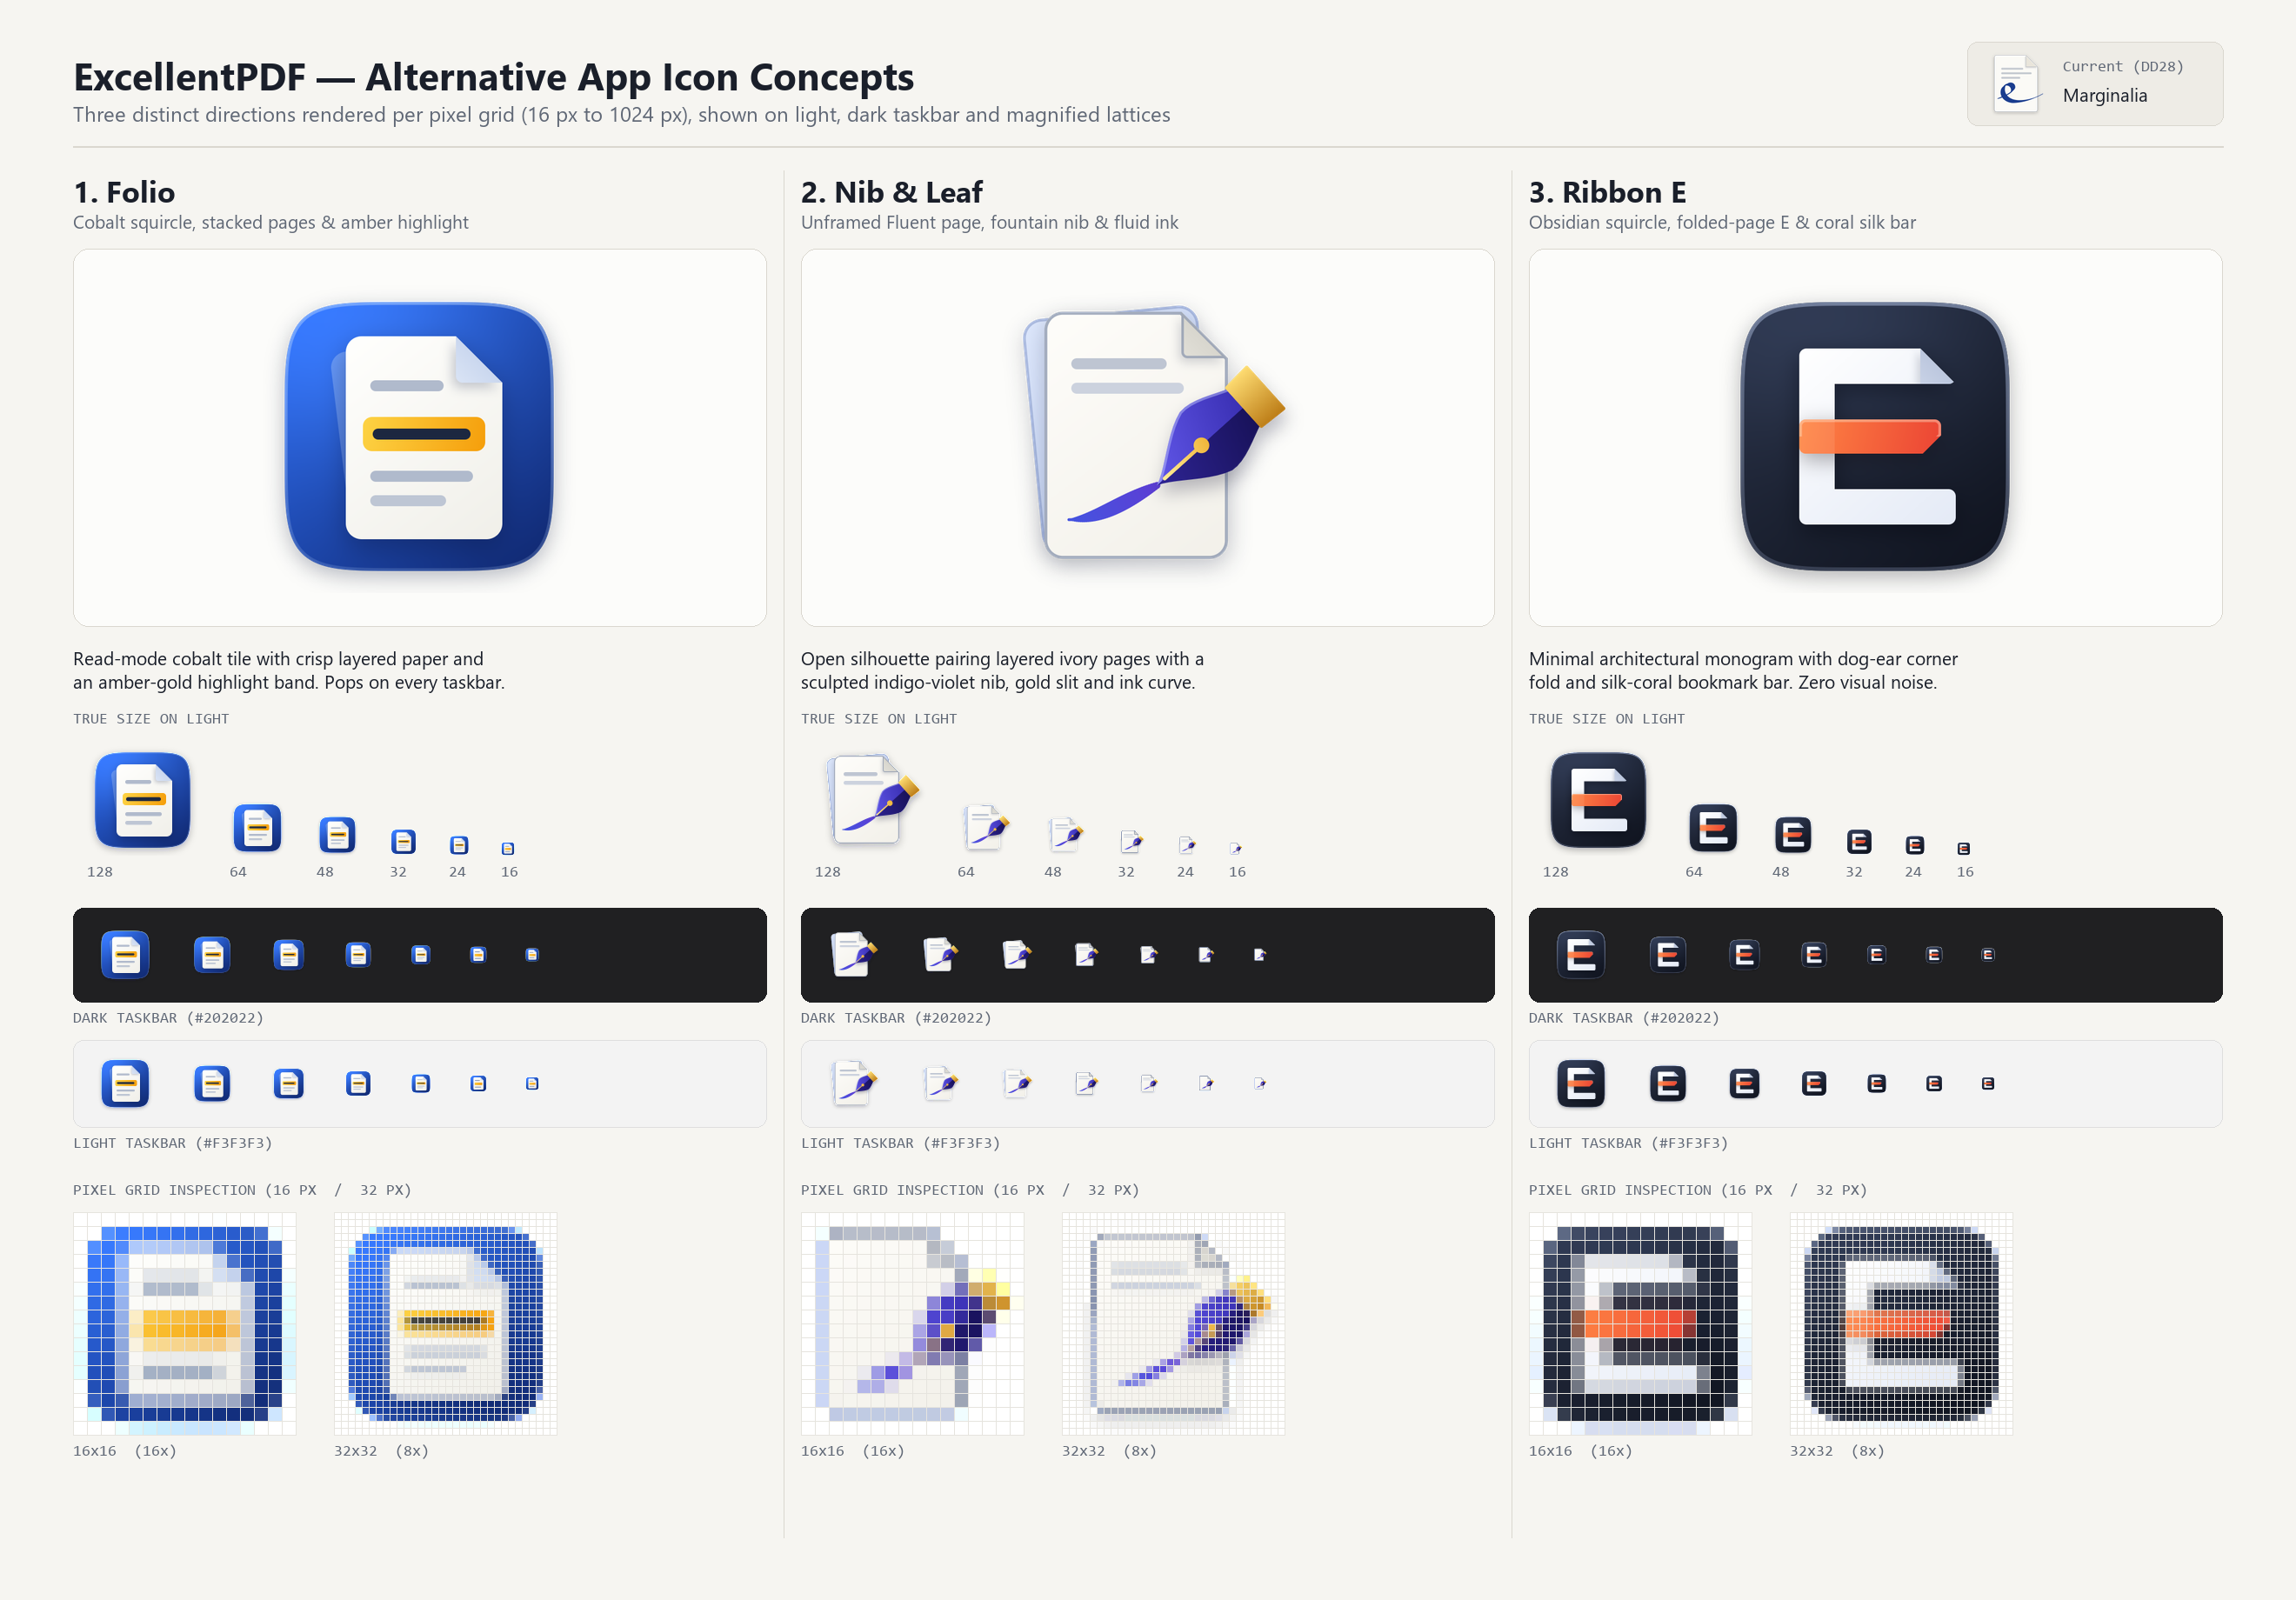 ExcellentPDF — Alternative App Icon Concepts
Three distinct directions rendered per pixel grid (16 px to 1024 px), shown on light, dark taskbar and magnified lattices
Current (DD28)
Marginalia
1. Folio
Cobalt squircle, stacked pages & amber highlight
Read-mode cobalt tile with crisp layered paper and
an amber-gold highlight band. Pops on every taskbar.
TRUE SIZE ON LIGHT
128 64 48 32 24 16
DARK TASKBAR (#202022)
LIGHT TASKBAR (#F3F3F3)
PIXEL GRID INSPECTION (16 PX / 32 PX)
16x16 (16x)
32x32 (8x)
2. Nib & Leaf
Unframed Fluent page, fountain nib & fluid ink
Open silhouette pairing layered ivory pages with a
sculpted indigo-violet nib, gold slit and ink curve.
TRUE SIZE ON LIGHT
128 64 48 32 24 16
DARK TASKBAR (#202022)
LIGHT TASKBAR (#F3F3F3)
PIXEL GRID INSPECTION (16 PX / 32 PX)
16x16 (16x)
32x32 (8x)
3. Ribbon E
Obsidian squircle, folded-page E & coral silk bar
E
Minimal architectural monogram with dog-ear corner
fold and silk-coral bookmark bar. Zero visual noise.
TRUE SIZE ON LIGHT
128 64 48 32 24 16
DARK TASKBAR (#202022)
LIGHT TASKBAR (#F3F3F3)
PIXEL GRID INSPECTION (16 PX / 32 PX)
16x16 (16x)
32x32 (8x)